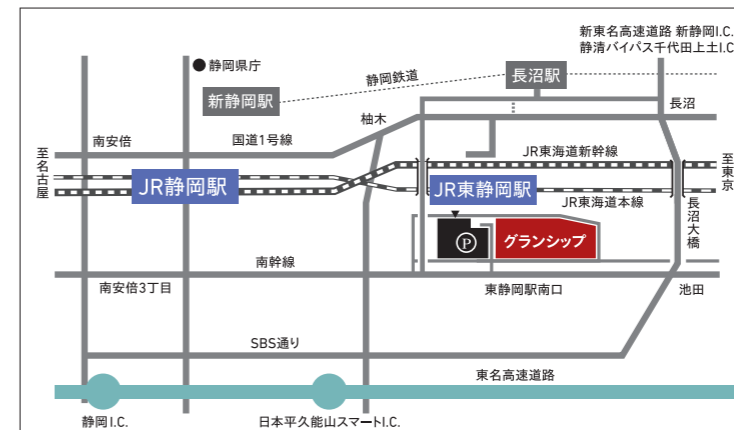 新東名高速道路 新静岡I.C.
静清バイパス千代田上土I.C
静岡県庁
静岡鉄道
長沼駅
新静岡駅
長沼
柚木
南安倍
国道1号線
至名古屋
JR東海道新幹線
至東京
JR静岡駅
JR東静岡駅
JR東海道本線
長沼大橋
P
グランシップ
南幹線
南安倍3丁目
東静岡駅南口
池田
SBS通り
東名高速道路
静岡I.C.
日本平久能山スマートI.C.